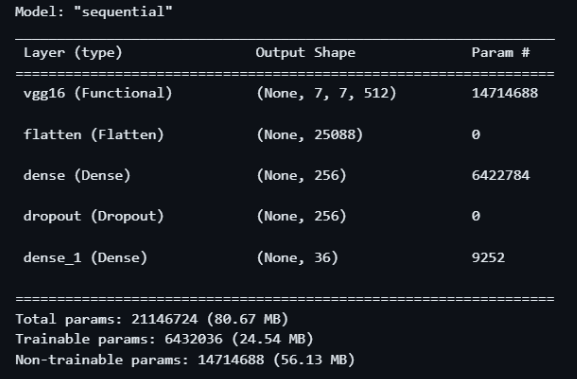 Model: "sequential"
Layer (type) Output Shape Param #
vgg16 (Functional) (None, 7, 7, 512) 14714688
flatten (Flatten) (None, 25088) 0
dense (Dense) (None, 256) 6422784
dropout (Dropout) (None, 256) 0
dense_1 (Dense) (None, 36) 9252
Total params: 21146724 (80.67 MB)
Trainable params: 6432036 (24.54 MB)
Non-trainable params: 14714688 (56.13 MB)